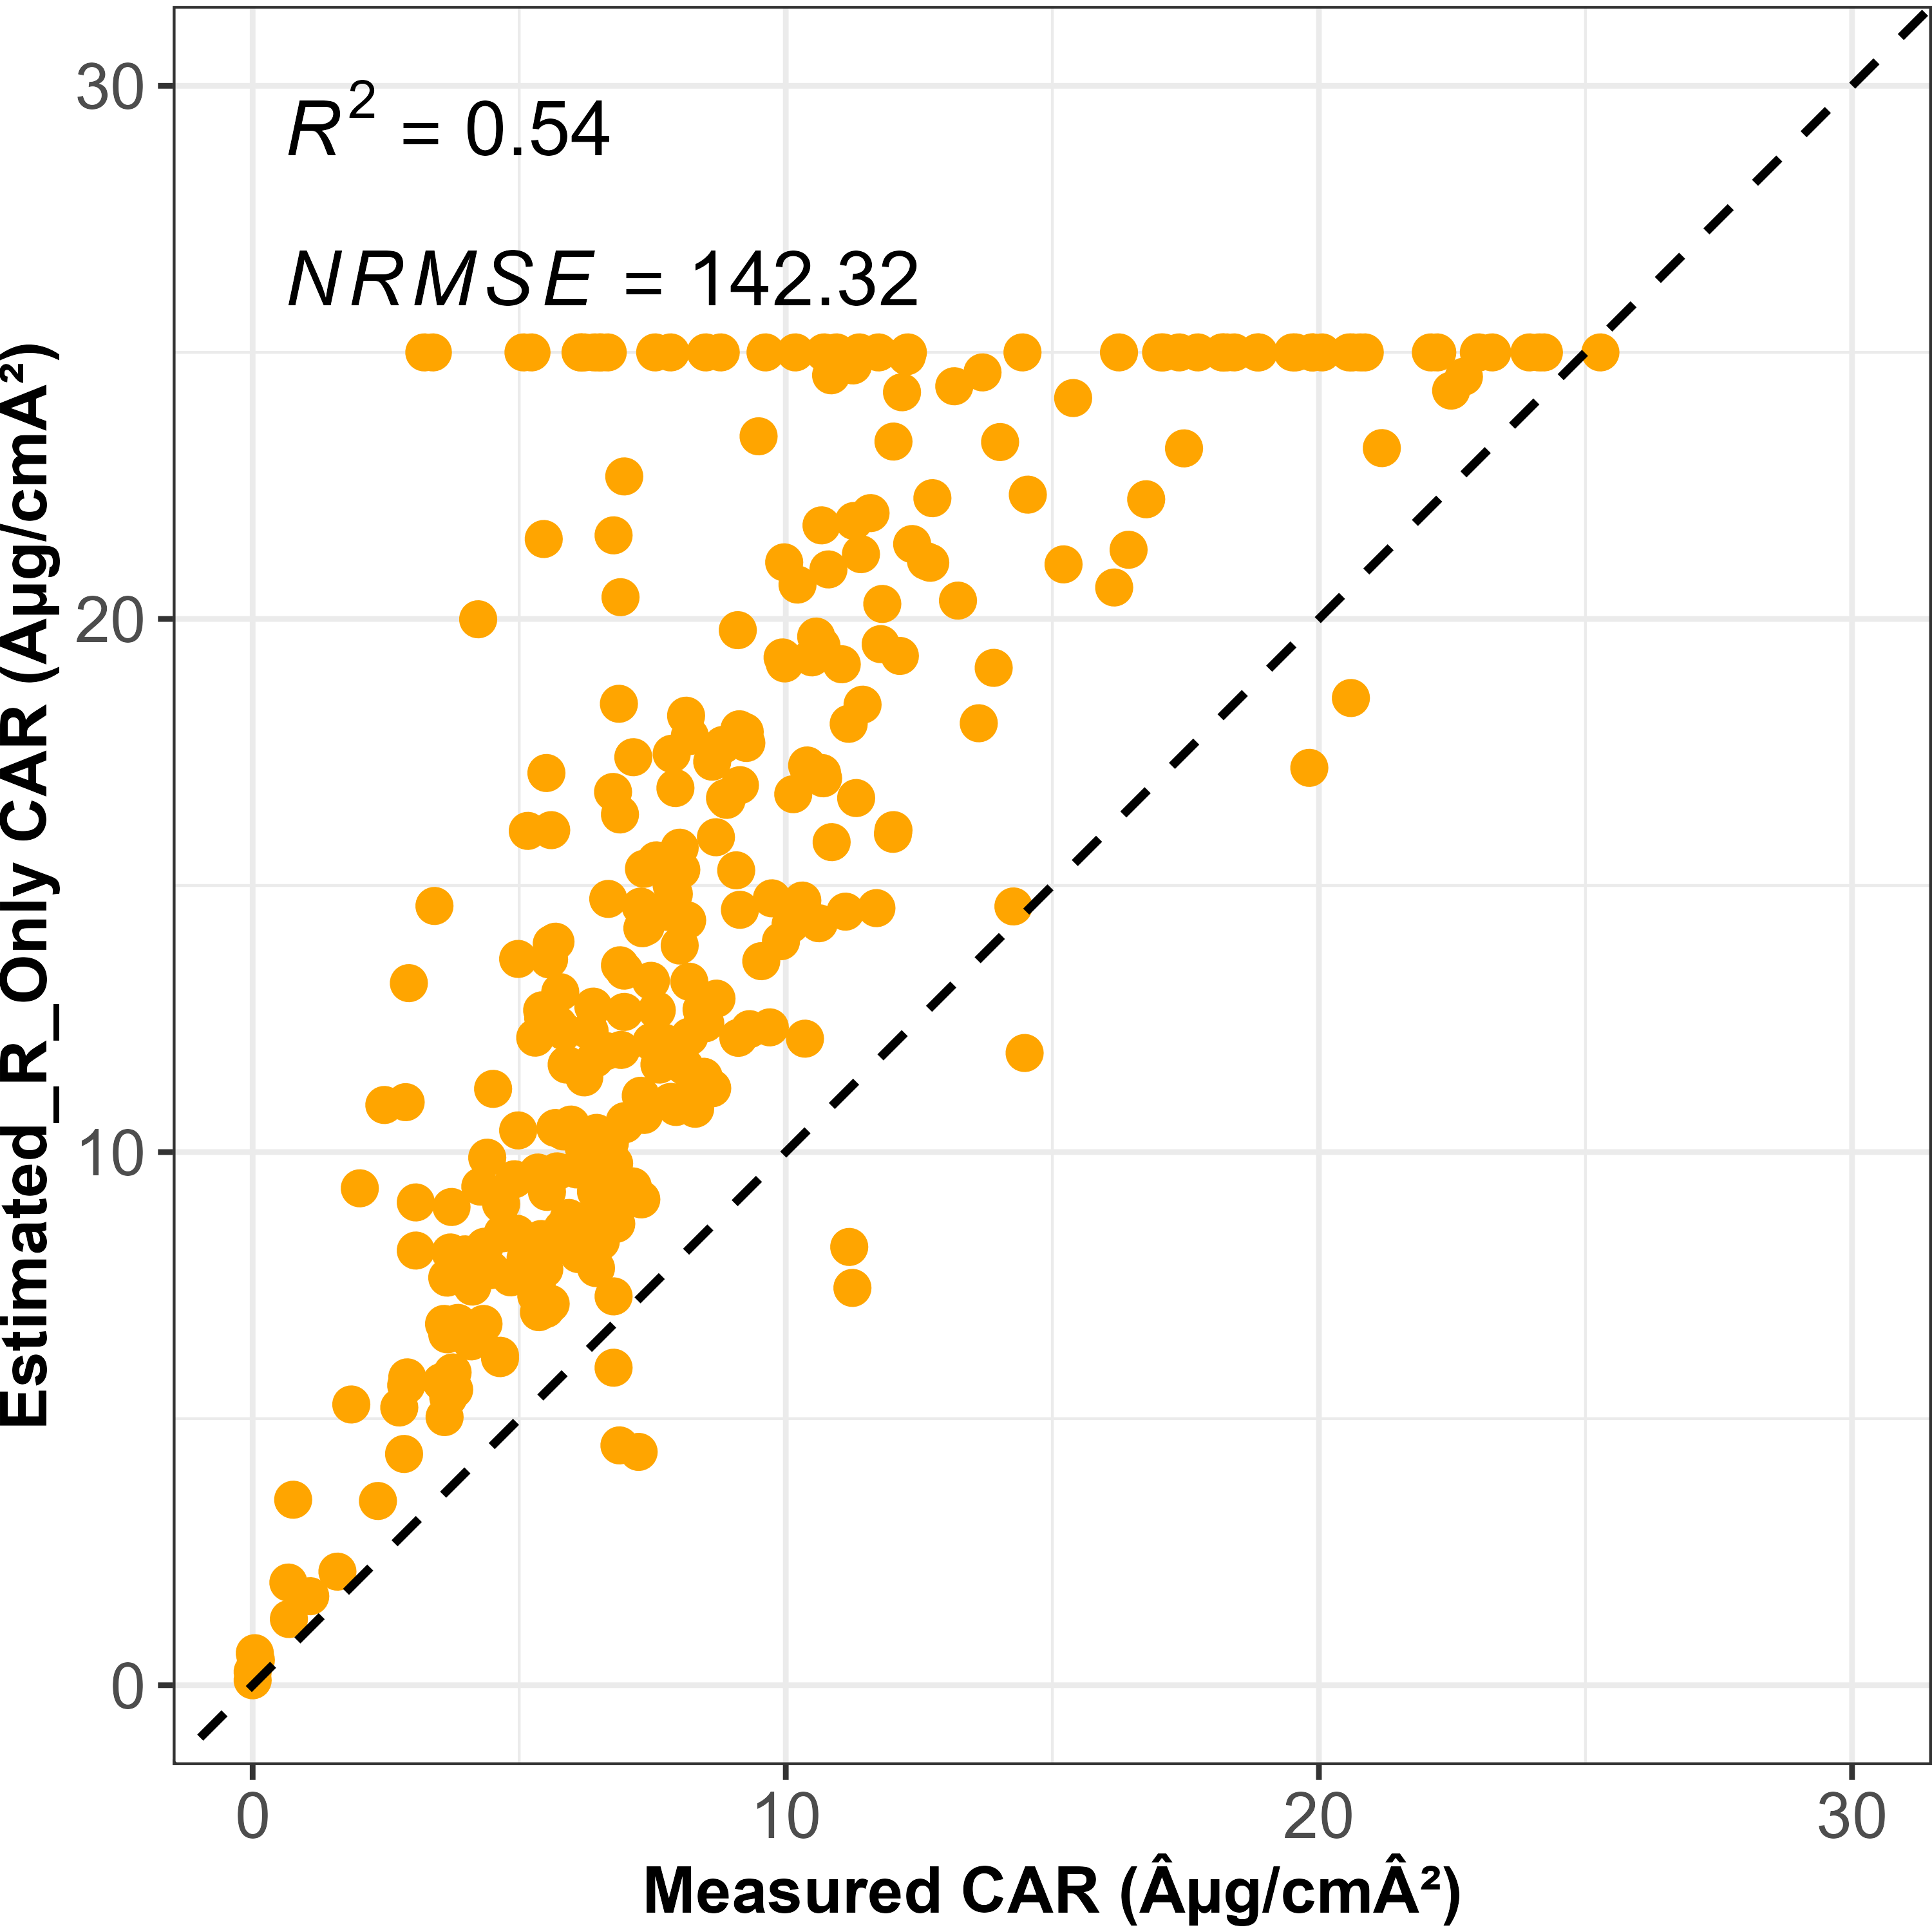 R² = 0.54
NRMSE = 142.32
30
20
10
0
Estimated_R_Only CAR (Âµg/cmÂ²)
0 10 20 30
Measured CAR (Âµg/cmÂ²)